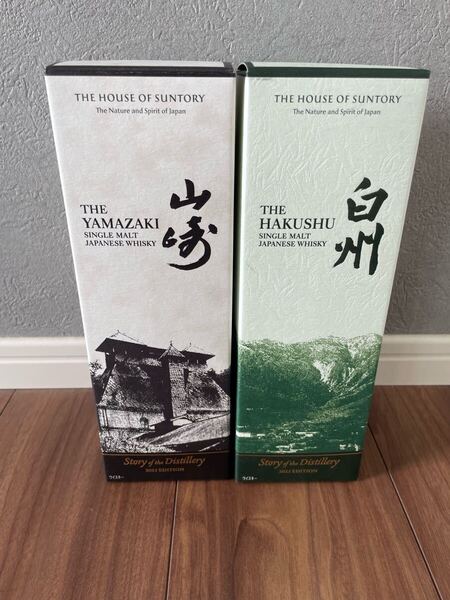 THE HOUSE OF SUNTORY
The Nature and Spirit of Japan
THE
YAMAZAKI
SINGLE MALT
JAPANESE WHISKY
山崎
Story of the Distillery
EDITION
THE HOUSE OF SUNTORY
The Nature and Spirit of Japan
THE
HAKUSHU
SINGLE MALT
JAPANESE WHISKY
白州
Story of the Distillery
EDITION